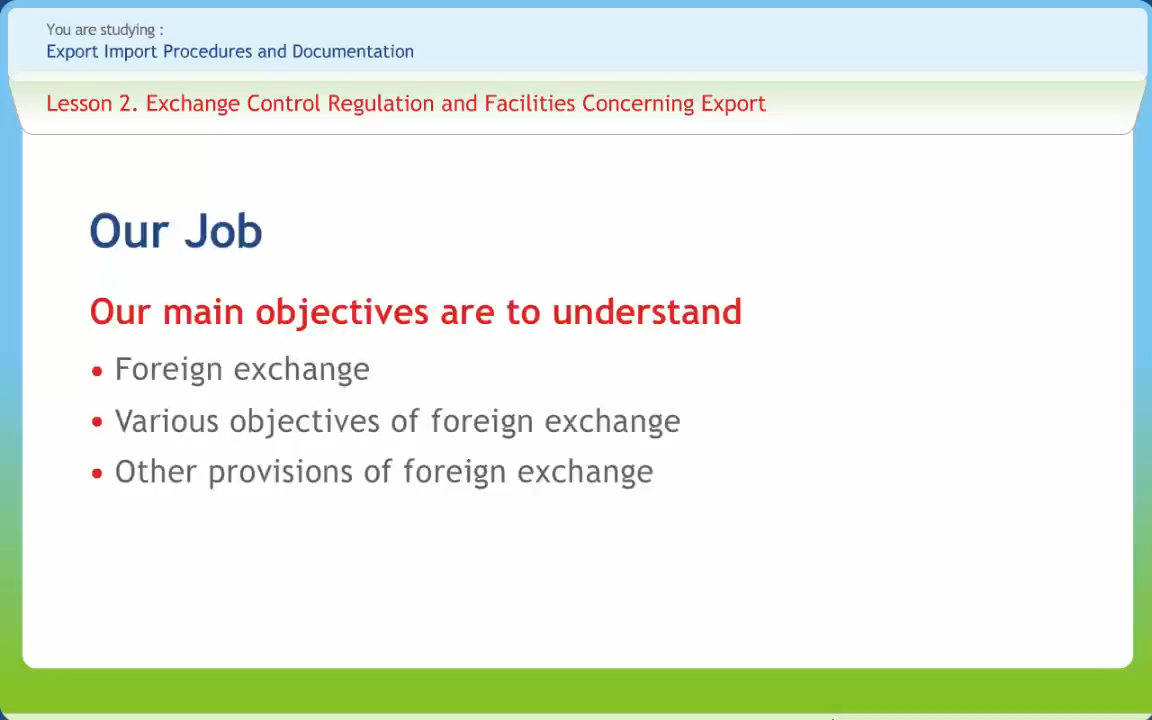 You are studying :
Export Import Procedures and Documentation
Lesson 2. Exchange Control Regulation and Facilities Concerning Export
Our Job
Our main objectives are to understand
• Foreign exchange
• Various objectives of foreign exchange
• Other provisions of foreign exchange